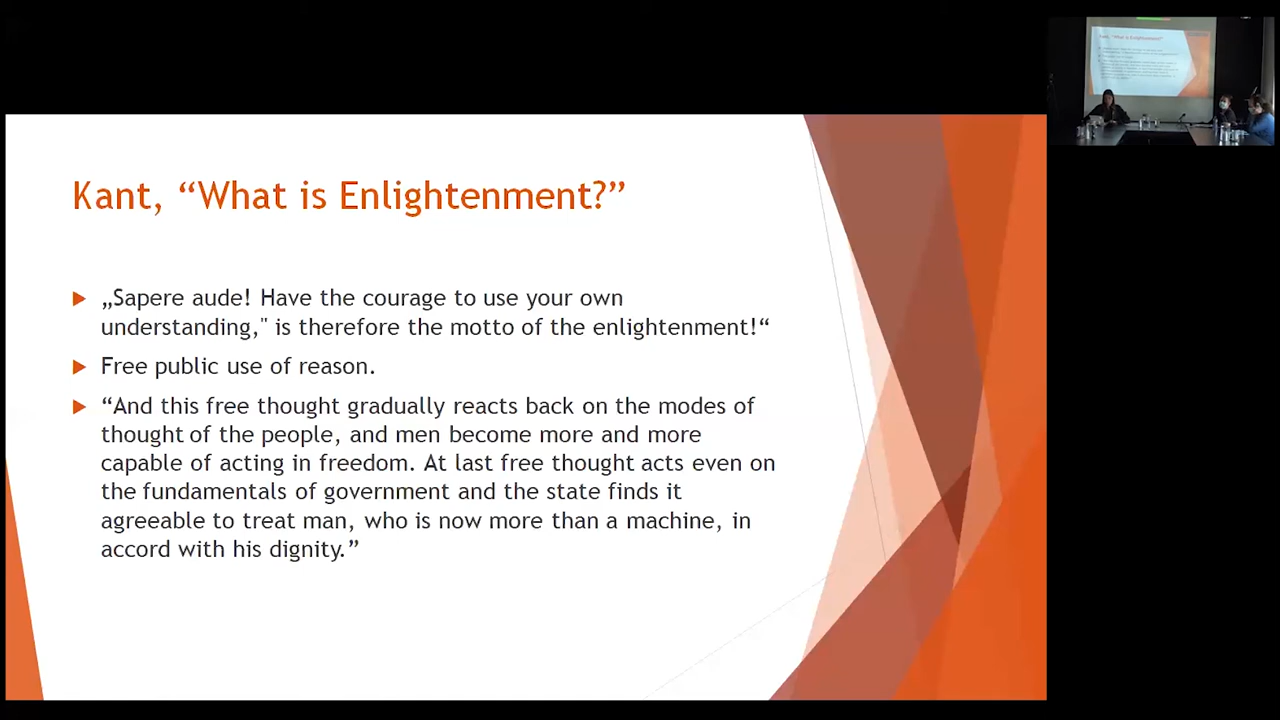 Kant, “What is Enlightenment?”
„Sapere aude! Have the courage to use your own
understanding," is therefore the motto of the enlightenment!“
Free public use of reason.
“And this free thought gradually reacts back on the modes of
thought of the people, and men become more and more
capable of acting in freedom. At last free thought acts even on
the fundamentals of government and the state finds it
agreeable to treat man, who is now more than a machine, in
accord with his dignity.”
Kant, “What is Enlightenment?”